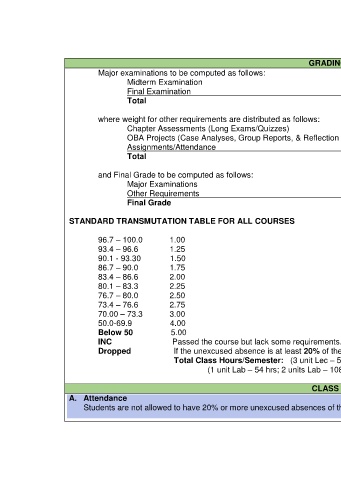 GRADIN
Major examinations to be computed as follows:
Midterm Examination
Final Examination
Total
where weight for other requirements are distributed as follows:
Chapter Assessments (Long Exams/Quizzes)
OBA Projects (Case Analyses, Group Reports, & Reflection
Assignments/Attendance
Total
and Final Grade to be computed as follows:
Major Examinations
Other Requirements
Final Grade
STANDARD TRANSMUTATION TABLE FOR ALL COURSES
96.7 – 100.0 1.00
93.4 – 96.6 1.25
90.1 - 93.30 1.50
86.7 – 90.0 1.75
83.4 – 86.6 2.00
80.1 – 83.3 2.25
76.7 – 80.0 2.50
73.4 – 76.6 2.75
70.00 – 73.3 3.00
50.0-69.9 4.00
Below 50 5.00
INC Passed the course but lack some requirements.
Dropped If the unexcused absence is at least 20% of the
Total Class Hours/Semester: (3 unit Lec – 5
(1 unit Lab – 54 hrs; 2 units Lab – 108
CLASS
A. Attendance
Students are not allowed to have 20% or more unexcused absences of th